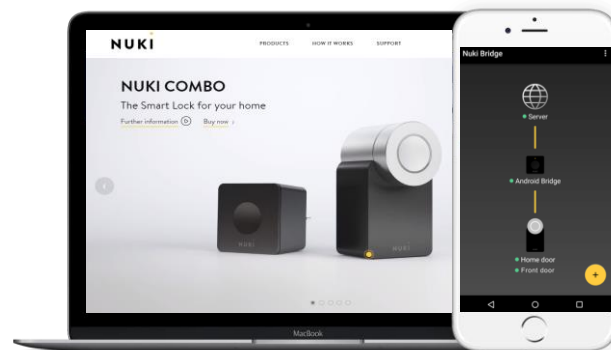 NUKI
PRODUCTS HOW IT WORKS SUPPORT
NUKI COMBO
The Smart Lock for your home
Further information Buy now
NUKI
NUKI
MacBook
Nuki Bridge
Server
Android Bridge
Home door
Front door
+